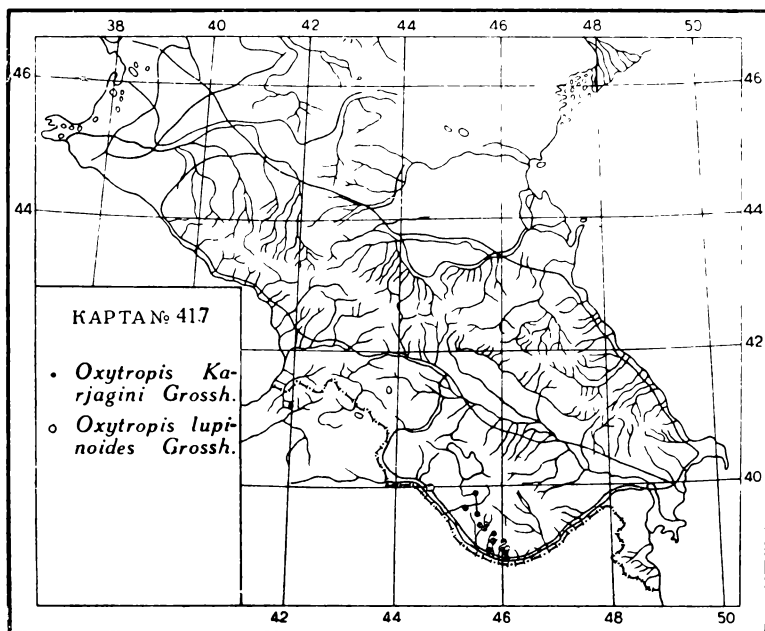 38 40 42 44 46 48 50
46 46
44 44
КАРТА № 417
Oxytropis Ka-
rjagini Grossh.
Oxytropis lupi-
noides Grossh.
42
40
42 44 46 48 50